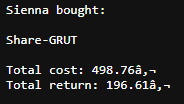 Sienna bought:
Share-GRUT
Total cost: 498.76â‚¬
Total return: 196.61â‚¬